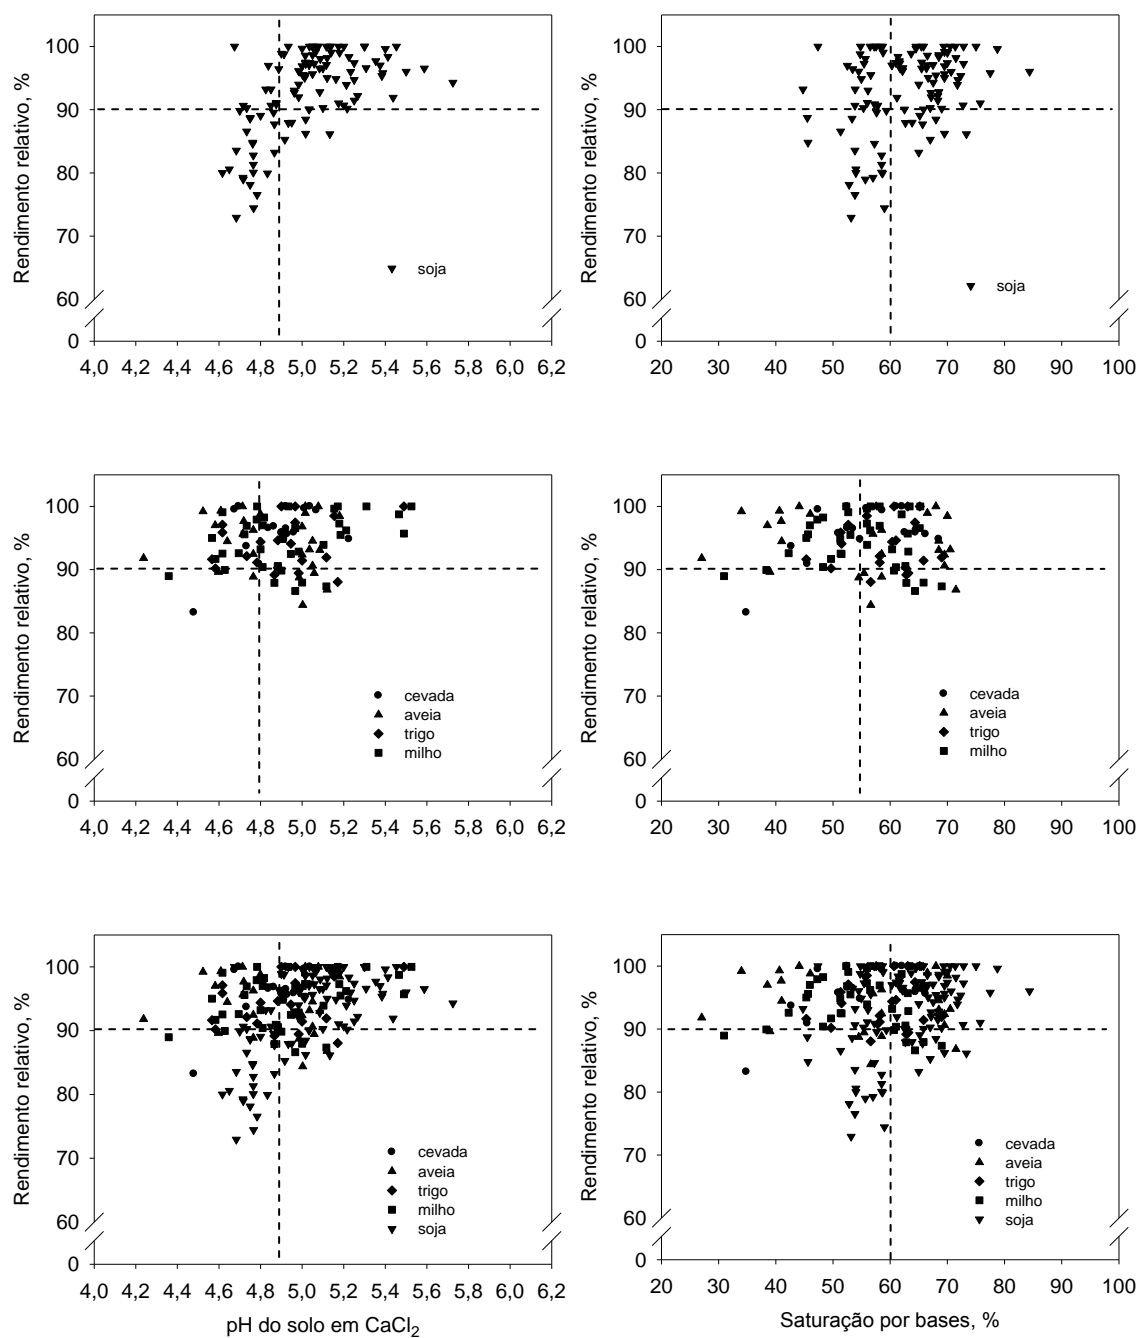 Rendimento relativo, %
100
90
80
70
60
0
soja
4,0 4,2 4,4 4,6 4,8 5,0 5,2 5,4 5,6 5,8 6,0 6,2
Rendimento relativo, %
100
90
80
70
60
0
soja
20 30 40 50 60 70 80 90 100
Rendimento relativo, %
100
90
80
70
60
0
cevada
aveia
trigo
milho
4,0 4,2 4,4 4,6 4,8 5,0 5,2 5,4 5,6 5,8 6,0 6,2
Rendimento relativo, %
100
90
80
70
60
0
cevada
aveia
trigo
milho
20 30 40 50 60 70 80 90 100
Rendimento relativo, %
100
90
80
70
60
0
cevada
aveia
trigo
milho
soja
4,0 4,2 4,4 4,6 4,8 5,0 5,2 5,4 5,6 5,8 6,0 6,2
pH do solo em CaCl₂
Rendimento relativo, %
100
90
80
70
60
0
cevada
aveia
trigo
milho
soja
20 30 40 50 60 70 80 90 100
Saturação por bases, %